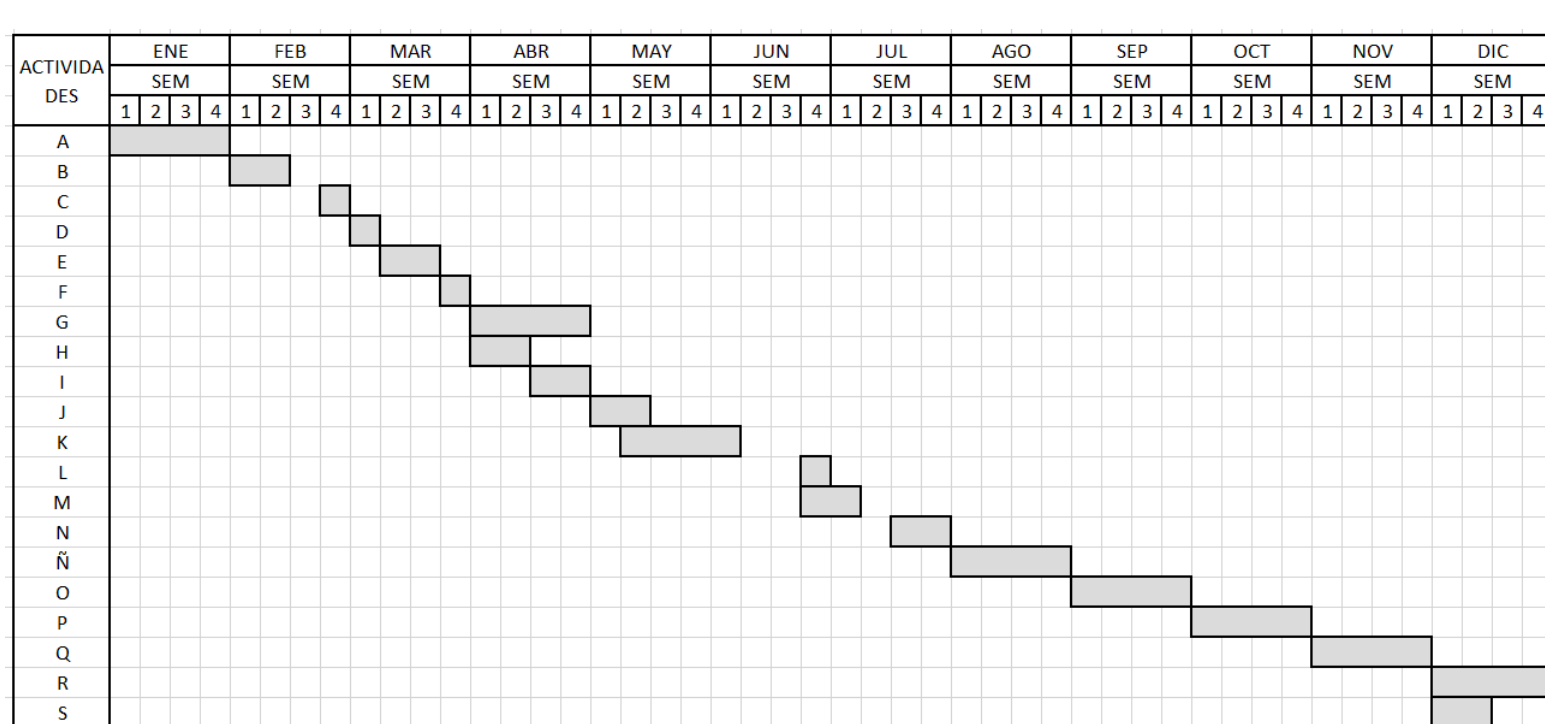 ACTIVIDA
DES
ENE FEB MAR ABR MAY JUN JUL AGO SEP OCT NOV DIC
SEM SEM SEM SEM SEM SEM SEM SEM SEM SEM SEM SEM
1 2 3 4 1 2 3 4 1 2 3 4 1 2 3 4 1 2 3 4 1 2 3 4 1 2 3 4 1 2 3 4 1 2 3 4 1 2 3 4 1 2 3 4 1 2 3 4
A
B
C
D
E
F
G
H
I
J
K
L
M
N
Ñ
O
P
Q
R
S